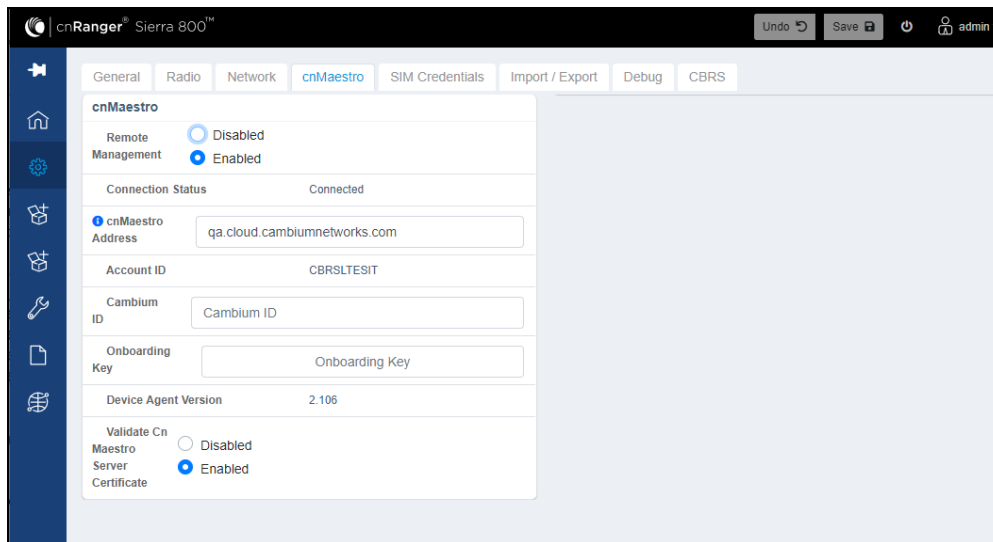 cnRanger® Sierra 800™
Undo Save admin
General Radio Network cnMaestro SIM Credentials Import / Export Debug CBRS
cnMaestro
Remote
Management
Disabled
Enabled
Connection Status Connected
cnMaestro
Address
qa.cloud.cambiumnetworks.com
Account ID CBRSLTESIT
Cambium
ID
Cambium ID
Onboarding
Key
Onboarding Key
Device Agent Version 2.106
Validate Cn
Maestro
Server
Certificate
Disabled
Enabled